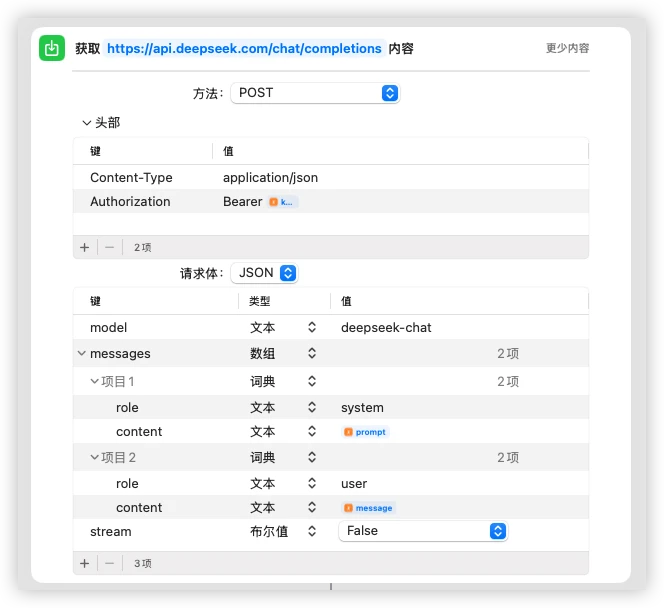 获取 https://api.deepseek.com/chat/completions 内容 更少内容
方法： POST
头部
键 值
Content-Type application/json
Authorization Bearer k...
+ − 2项
请求体： JSON
键 类型 值
model 文本 deepseek-chat
messages 数组 2项
项目1 词典 2项
role 文本 system
content 文本 prompt
项目2 词典 2项
role 文本 user
content 文本 message
stream 布尔值 False
+ − 3项